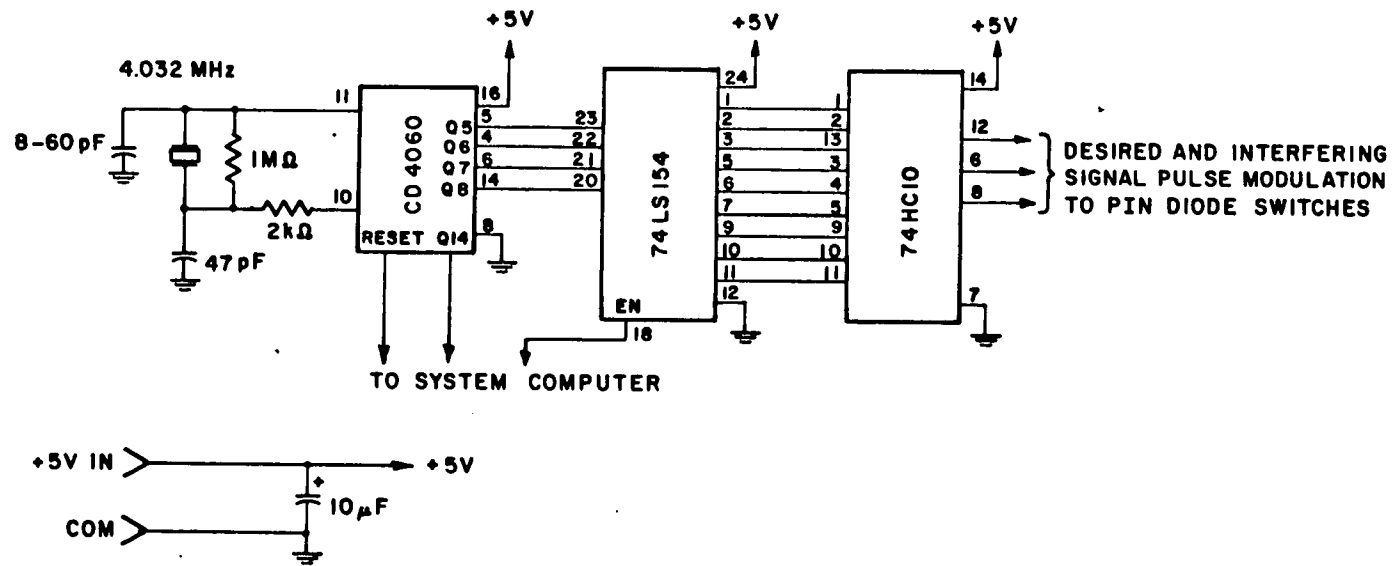 +5V
+5V
+5V
4.032 MHz
8-60 pF
1MΩ
2kΩ
47 pF
11
10
CD4060
RESET Q14
16
5
4
6
14
8
Q5
Q6
Q7
Q8
23
22
21
20
74LS154
EN
18
24
1
2
3
5
6
7
9
10
11
12
1
2
13
3
4
5
9
10
11
74HC10
14
12
6
8
7
DESIRED AND INTERFERING
SIGNAL PULSE MODULATION
TO PIN DIODE SWITCHES
TO SYSTEM COMPUTER
+5V IN
+5V
+
10µF
COM